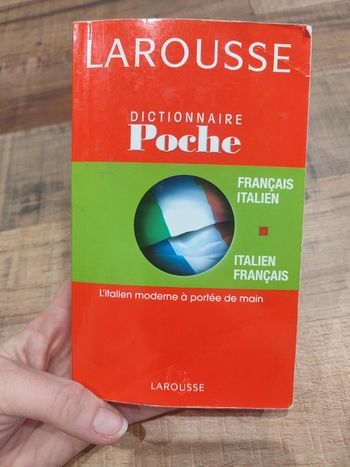 LAROUSSE
DICTIONNAIRE
Poche
FRANÇAIS
ITALIEN
ITALIEN
FRANÇAIS
L'italien moderne à portée de main
LAROUSSE